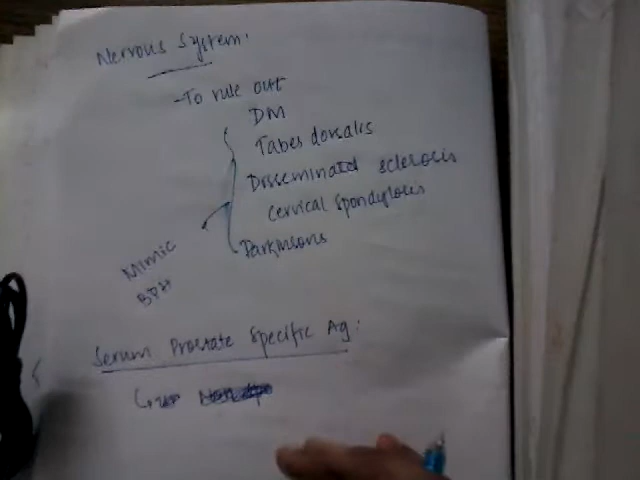 Nervous System:
- To rule out
DM
Tabes dorsalis
Disseminated sclerosis
Cervical Spondylosis
Parkinsons
Mimic
BPH
Serum Prostate Specific Ag: